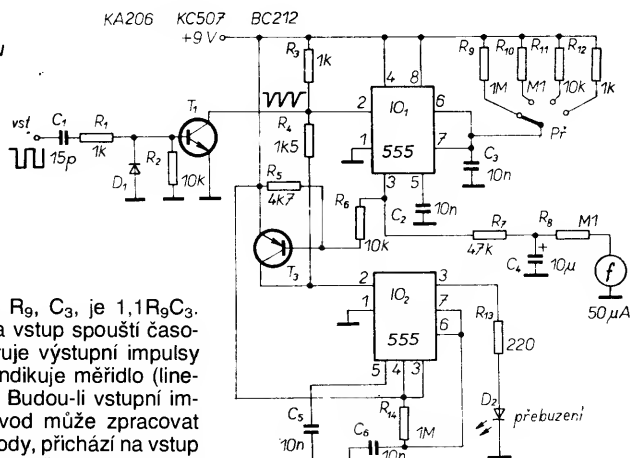 KA206 KC507 BC212
+9 V
R3
1k
R9
R10
R11
R12
1M
M1
10k
1k
Př
4
8
2
6
IO1
1
7
555
3
5
C3
10n
vst
C1
R1
T1
15p
1k
D1
R2
10k
R4
1k5
R5
4k7
R6
10k
C2
10n
T3
R7
47k
R8
M1
C4
+
10µ
f
50µA
2
3
IO2
1
7
555
6
5
4
3
R13
220
D2
přebuzení
C5
10n
R14
1M
C6
10n
R9, C3, je 1,1R9C3.
a vstup spouští časo-
ruje výstupní impulsy
ndikuje měřidlo (line-
Budou-li vstupní im-
vod může zpracovat
ody, přichází na vstup